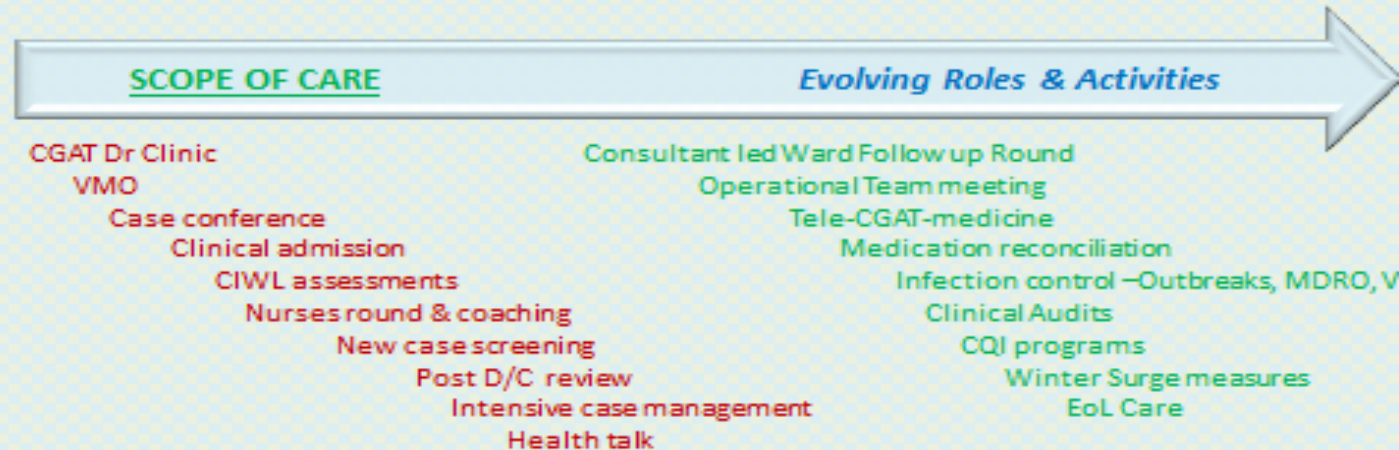 SCOPE OF CARE
Evolving Roles & Activities
CGAT Dr Clinic
VMO
Case conference
Clinical admission
CIWL assessments
Nurses round & coaching
New case screening
Post D/C review
Intensive case management
Health talk
Consultant led Ward Follow up Round
Operational Team meeting
Tele-CGAT-medicine
Medication reconciliation
Infection control –Outbreaks, MDRO, V
Clinical Audits
CQI programs
Winter Surge measures
EoL Care